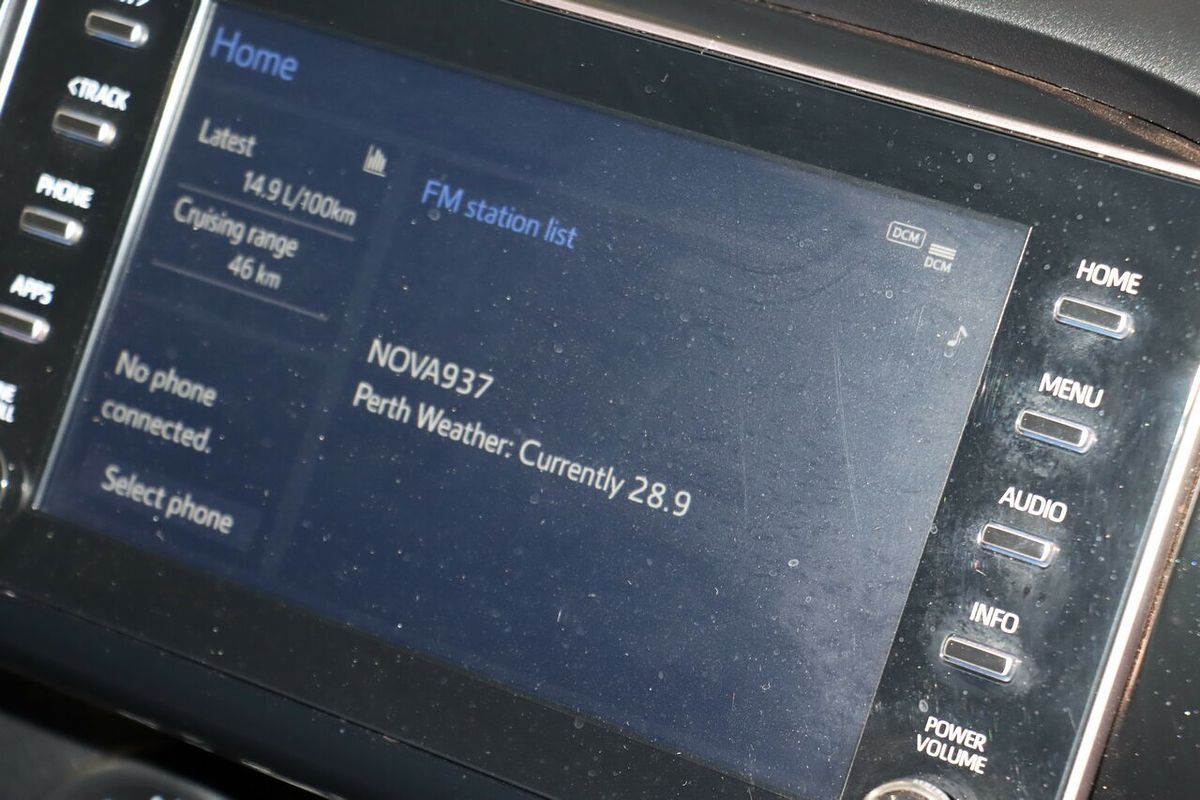 <TRACK
PHONE
APPS
Home
Latest
14.9 L/100km
Cruising range
46 km
No phone
connected.
Select phone
FM station list
DCM
DCM
NOVA937
Perth Weather: Currently 28.9
HOME
MENU
AUDIO
INFO
POWER
VOLUME